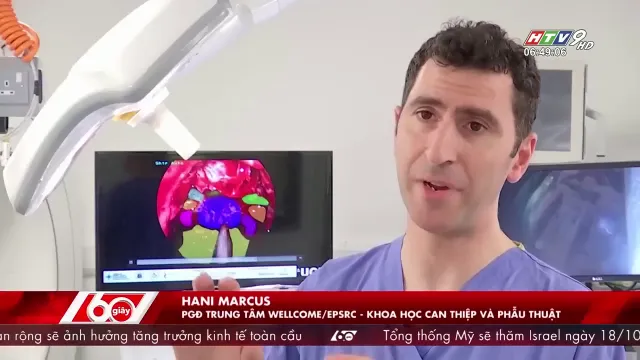 HTV9 HD
06:49:06
UC
60 giây
HANI MARCUS
PGĐ TRUNG TÂM WELLCOME/EPSRC - KHOA HỌC CAN THIỆP VÀ PHẪU THUẬT
an rộng sẽ ảnh hưởng tăng trưởng kinh tế toàn cầu
Tổng thống Mỹ sẽ thăm Israel ngày 18/10